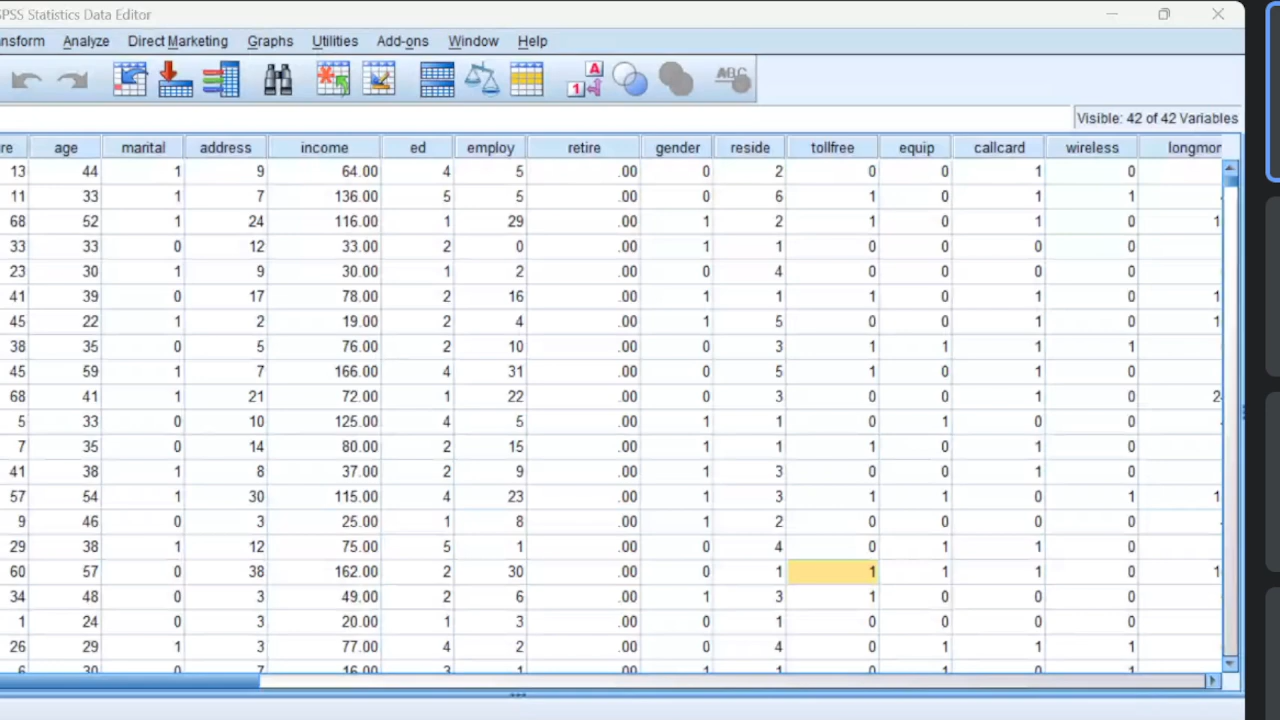 SPSS Statistics Data Editor
nsform Analyze Direct Marketing Graphs Utilities Add-ons Window Help
A
1
ABC
Visible: 42 of 42 Variables
re age marital address income ed employ retire gender reside tollfree equip callcard wireless longmon
13 44 1 9 64.00 4 5 .00 0 2 0 0 1 0
11 33 1 7 136.00 5 5 .00 0 6 1 0 1 1
68 52 1 24 116.00 1 29 .00 1 2 1 0 1 0 1
33 33 0 12 33.00 2 0 .00 1 1 0 0 0 0
23 30 1 9 30.00 1 2 .00 0 4 0 0 0 0
41 39 0 17 78.00 2 16 .00 1 1 1 0 1 0 1
45 22 1 2 19.00 2 4 .00 1 5 0 0 1 0 1
38 35 0 5 76.00 2 10 .00 0 3 1 1 1 1
45 59 1 7 166.00 4 31 .00 0 5 1 0 1 0
68 41 1 21 72.00 1 22 .00 0 3 0 0 1 0 2
5 33 0 10 125.00 4 5 .00 1 1 0 1 0 0
7 35 0 14 80.00 2 15 .00 1 1 1 0 1 0
41 38 1 8 37.00 2 9 .00 1 3 0 0 1 0
57 54 1 30 115.00 4 23 .00 1 3 1 1 0 1 1
9 46 0 3 25.00 1 8 .00 1 2 0 0 0 0
29 38 1 12 75.00 5 1 .00 0 4 0 1 1 0
60 57 0 38 162.00 2 30 .00 0 1 1 1 1 0 1
34 48 0 3 49.00 2 6 .00 1 3 1 0 0 0
1 24 0 3 20.00 1 3 .00 0 1 0 0 0 0
26 29 1 3 77.00 4 2 .00 0 4 0 1 1 1
6 30 0 7 16.00 3 1 .00 1 1 0 1 0 1